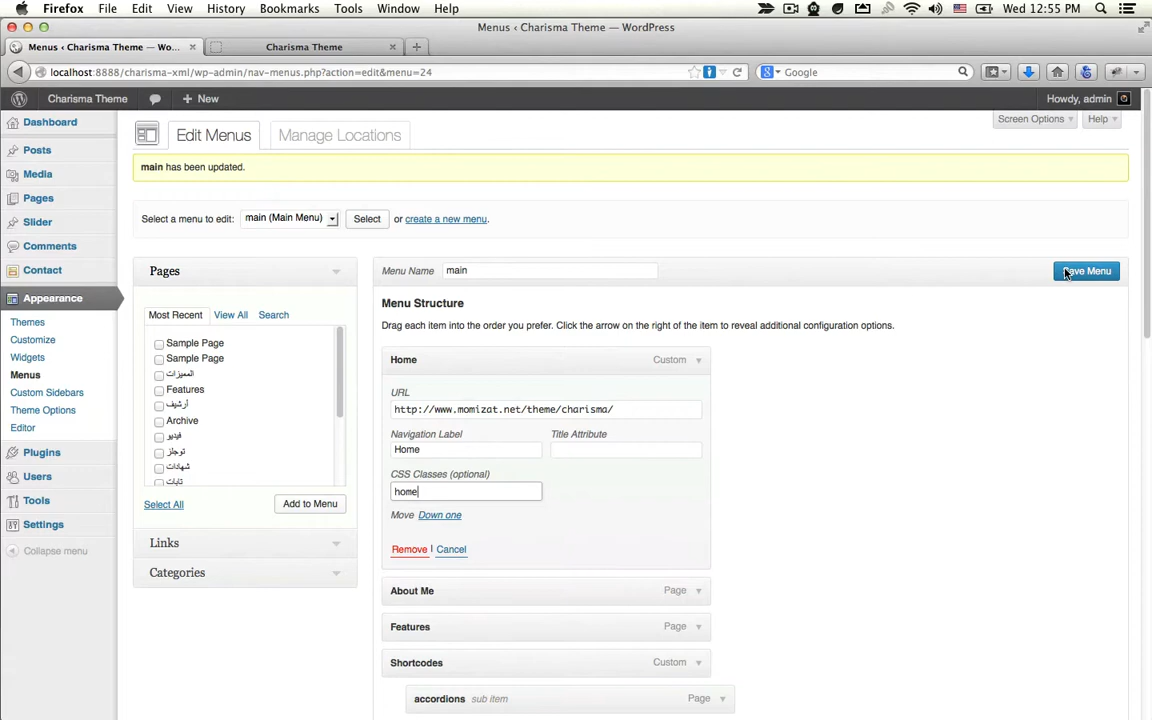 Firefox File Edit View History Bookmarks Tools Window Help Wed 12:55 PM
Menus ‹ Charisma Theme — WordPress
Menus ‹ Charisma Theme — Wo... Charisma Theme
localhost:8888/charisma-xml/wp-admin/nav-menus.php?action=edit&menu=24 Google
Charisma Theme + New Howdy, admin
Screen Options Help
Dashboard
Posts
Media
Pages
Slider
Comments
Contact
Appearance
Themes
Customize
Widgets
Menus
Custom Sidebars
Theme Options
Editor
Plugins
Users
Tools
Settings
Collapse menu
Edit Menus Manage Locations
main has been updated.
Select a menu to edit: main (Main Menu) Select or create a new menu.
Pages
Most Recent View All Search
Sample Page
Sample Page
المميزات
Features
أرشيف
Archive
فيديو
توجلز
شهادات
تابات
Select All Add to Menu
Links
Categories
Menu Name main Save Menu
Menu Structure
Drag each item into the order you prefer. Click the arrow on the right of the item to reveal additional configuration options.
Home Custom
URL
http://www.momizat.net/theme/charisma/
Navigation Label Title Attribute
Home
CSS Classes (optional)
home
Move Down one
Remove | Cancel
About Me Page
Features Page
Shortcodes Custom
accordions sub item Page